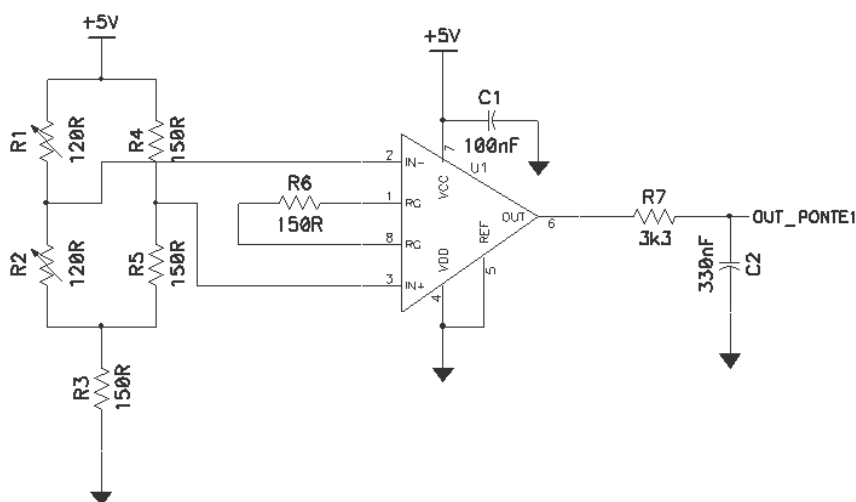 +5V
+5V
R1
120R
R4
150R
C1
100nF
7
2
IN-
VCC
U1
R6
150R
1
RG
8
RG
OUT
6
REF
5
VDD
4
3
IN+
R7
3k3
OUT_PONTE1
330nF
C2
R2
120R
R5
150R
R3
150R